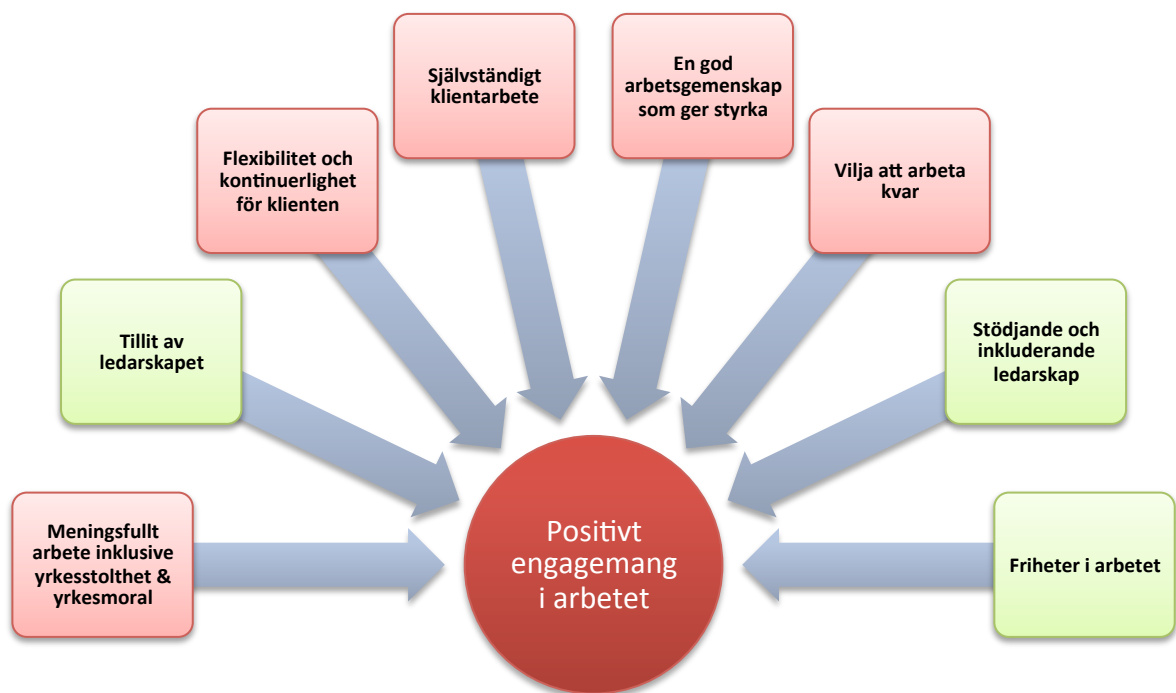 Självständigt
klientarbete
En god
arbetsgemenskap
som ger styrka
Flexibilitet och
kontinuerlighet
för klienten
Vilja att arbeta
kvar
Tillit av
ledarskapet
Stödjande och
inkluderande
ledarskap
Meningsfullt
arbete inklusive
yrkesstolthet &
yrkesmoral
Positivt
engagemang
i arbetet
Friheter i arbetet